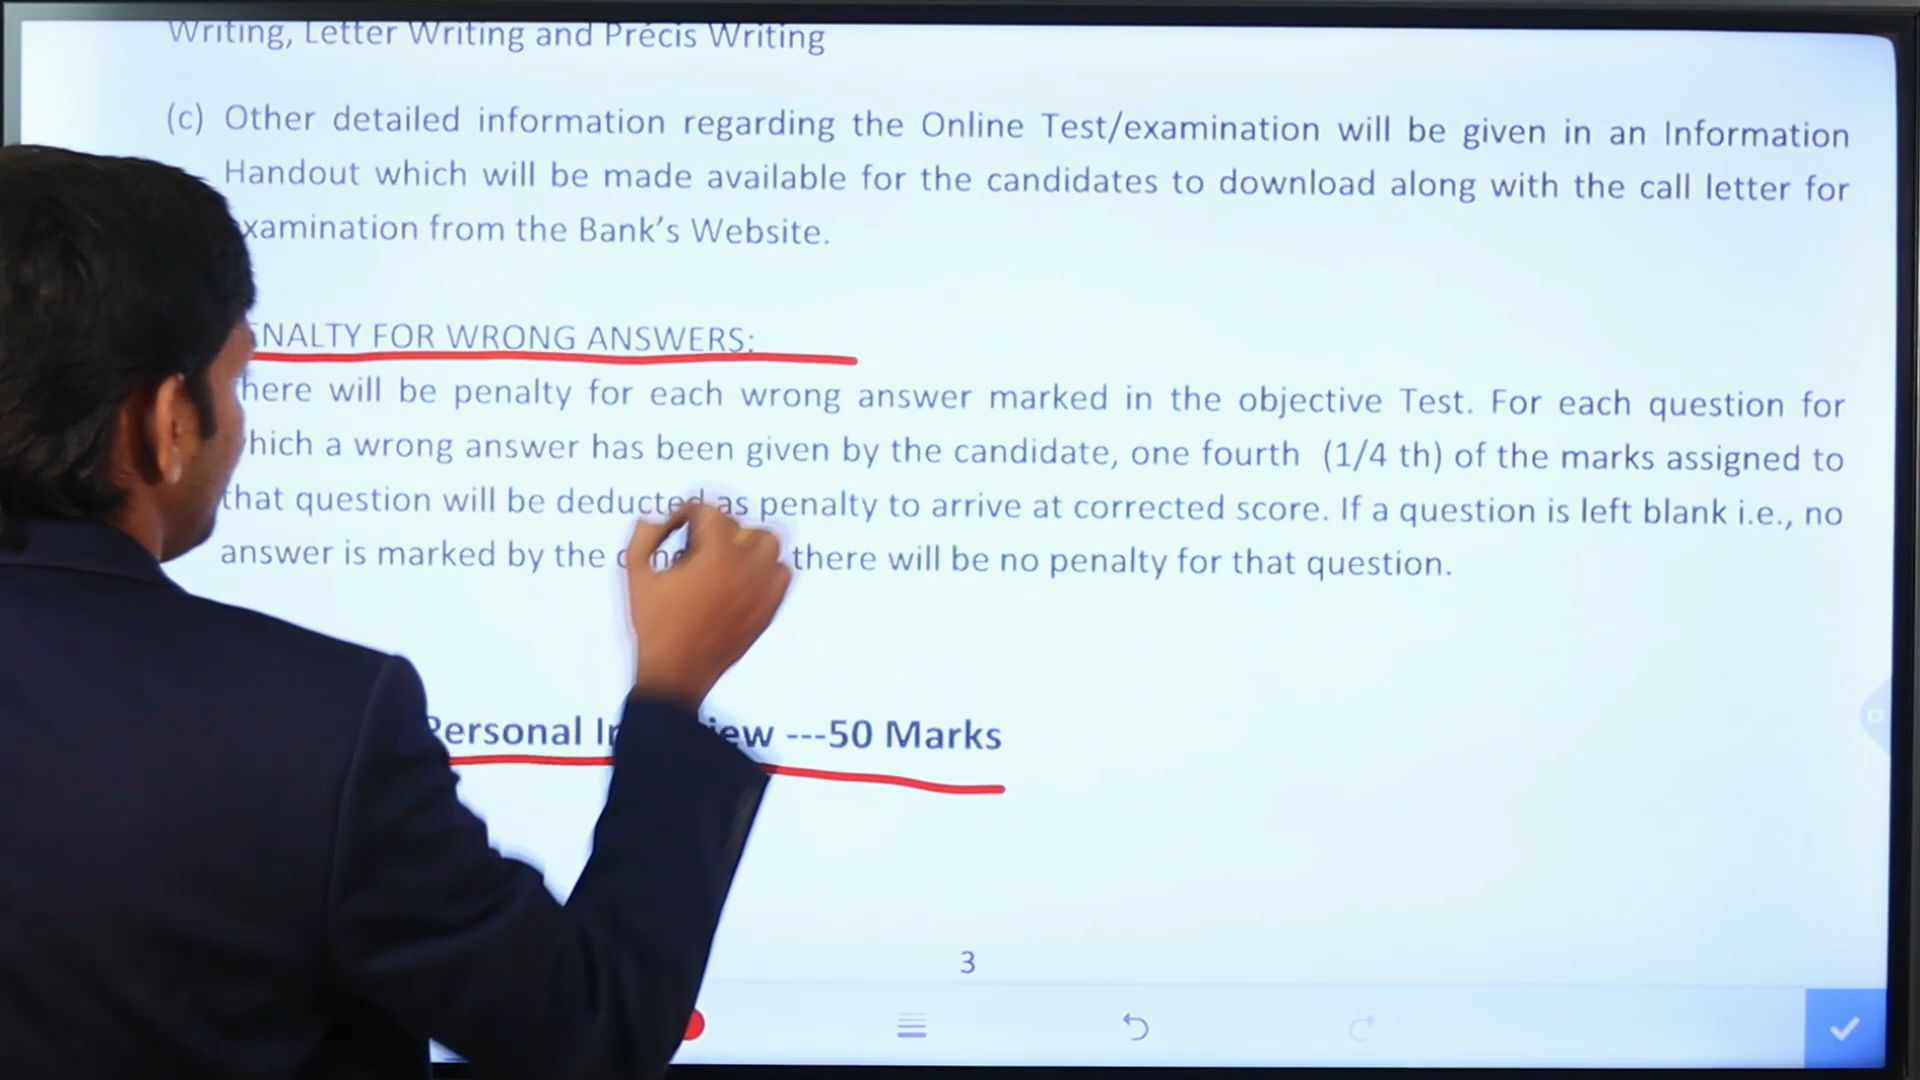 Writing, Letter Writing and Précis Writing
(c) Other detailed information regarding the Online Test/examination will be given in an Information
Handout which will be made available for the candidates to download along with the call letter for
xamination from the Bank's Website.
ENALTY FOR WRONG ANSWERS:
here will be penalty for each wrong answer marked in the objective Test. For each question for
hich a wrong answer has been given by the candidate, one fourth (1/4 th) of the marks assigned to
that question will be deducted as penalty to arrive at corrected score. If a question is left blank i.e., no
answer is marked by the there will be no penalty for that question.
Personal In iew ---50 Marks
3